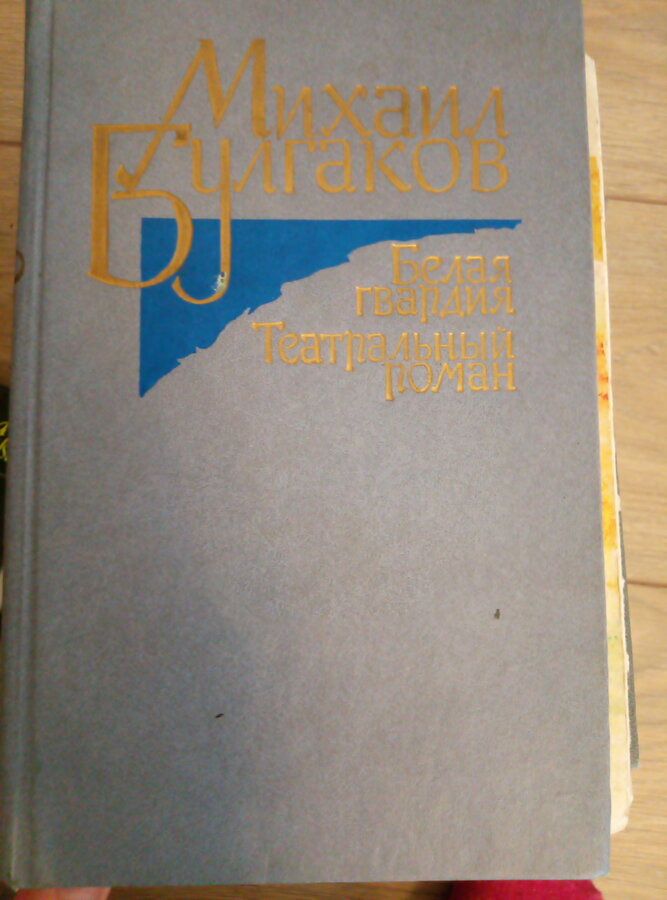 Михаил
Булгаков
Белая
гвардия
Театральный
роман